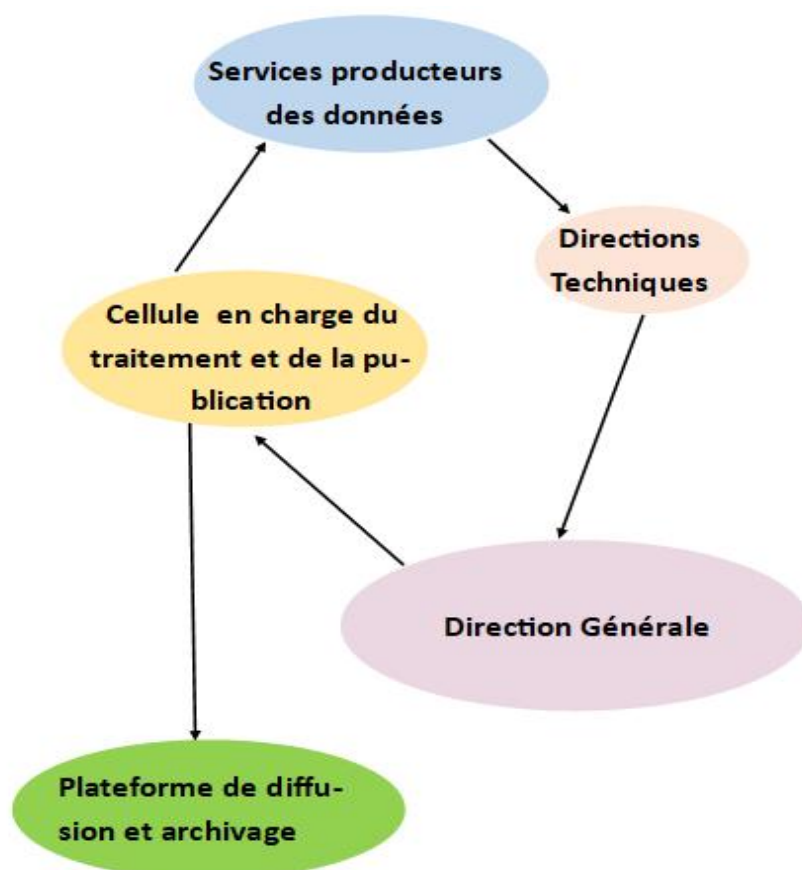 Services producteurs
des données
Directions
Techniques
Cellule en charge du
traitement et de la pu-
blication
Direction Générale
Plateforme de diffu-
sion et archivage